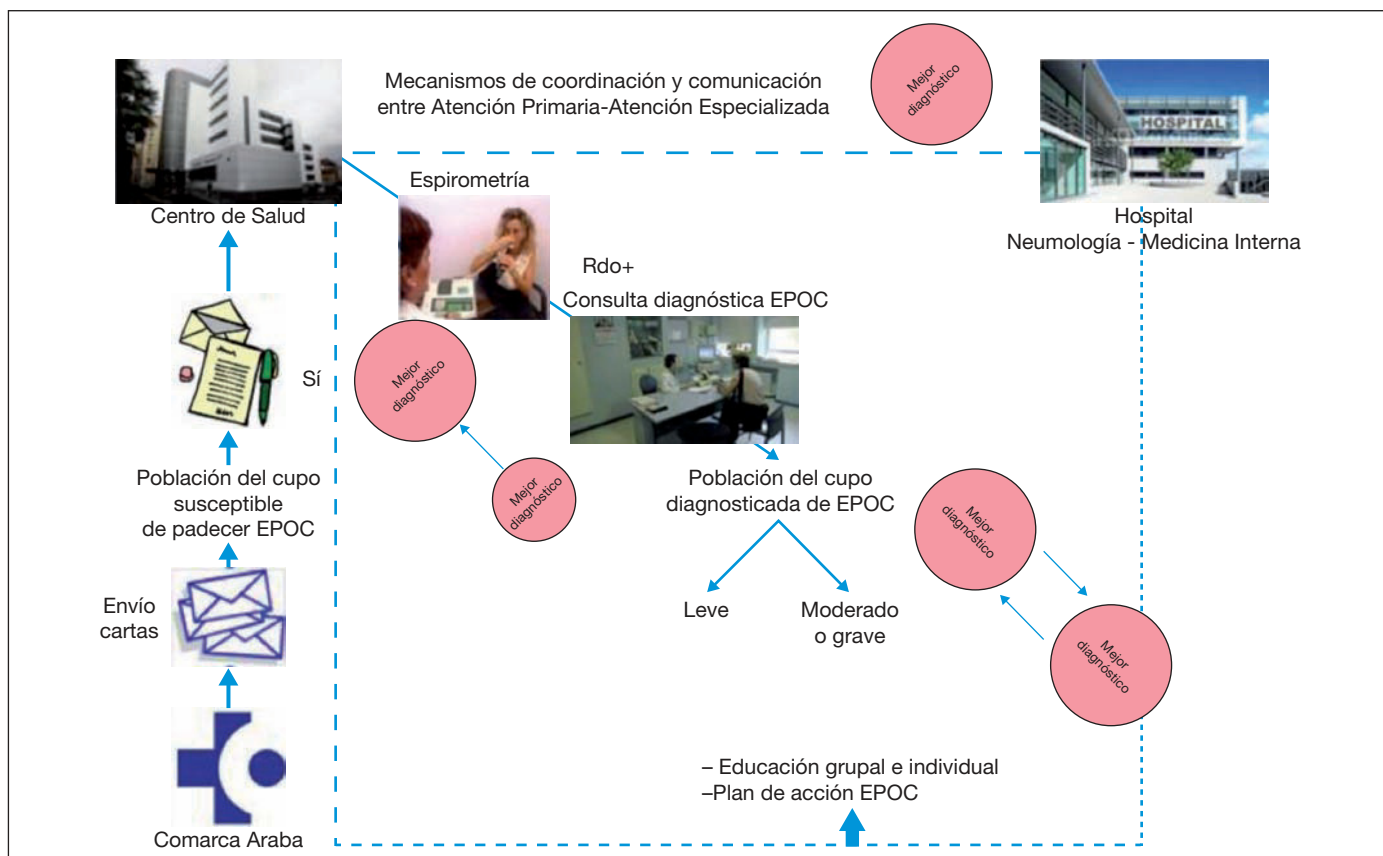 Mecanismos de coordinación y comunicación
entre Atención Primaria-Atención Especializada
Mejor
diagnóstico
HOSPITAL
Centro de Salud
Espirometría
Hospital
Neumología - Medicina Interna
Rdo+
Consulta diagnóstica EPOC
Sí
Mejor
diagnóstico
Mejor
diagnóstico
Población del cupo
susceptible
de padecer EPOC
Población del cupo
diagnosticada de EPOC
Mejor
diagnóstico
Envío
cartas
Leve
Moderado
o grave
Mejor
diagnóstico
– Educación grupal e individual
–Plan de acción EPOC
Comarca Araba